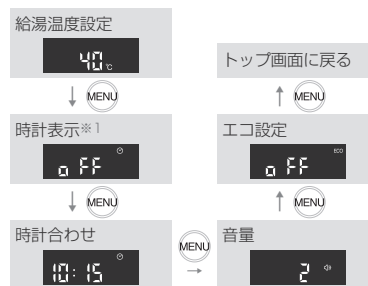 給湯温度設定
40℃
MENU
時計表示※1
oFF
MENU
時計合わせ
10:15
MENU
音量
2
MENU
エコ設定
ECO
oFF
MENU
トップ画面に戻る